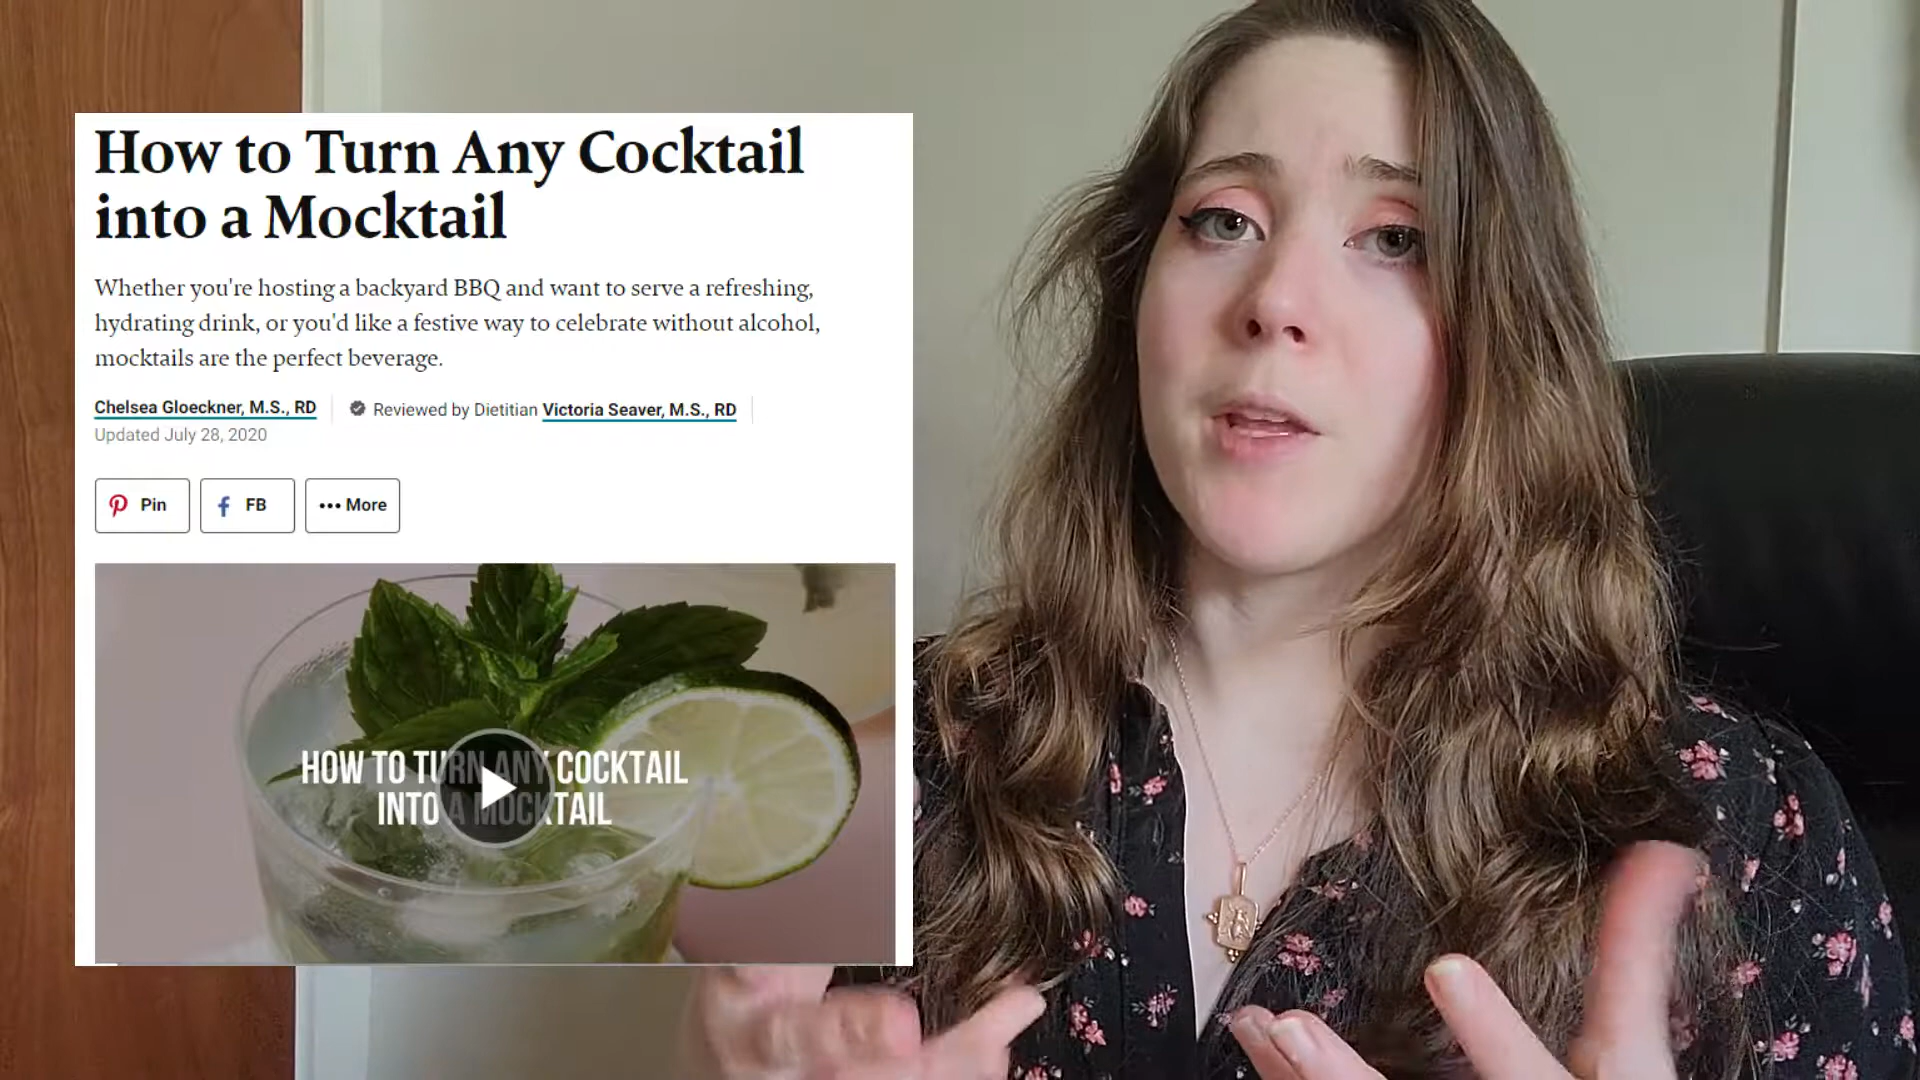 How to Turn Any Cocktail
into a Mocktail
Whether you're hosting a backyard BBQ and want to serve a refreshing,
hydrating drink, or you'd like a festive way to celebrate without alcohol,
mocktails are the perfect beverage.
Chelsea Gloeckner, M.S., RD Reviewed by Dietitian Victoria Seaver, M.S., RD
Updated July 28, 2020
Pin FB ••• More
HOW TO TURN ANY COCKTAIL
INTO A MOCKTAIL